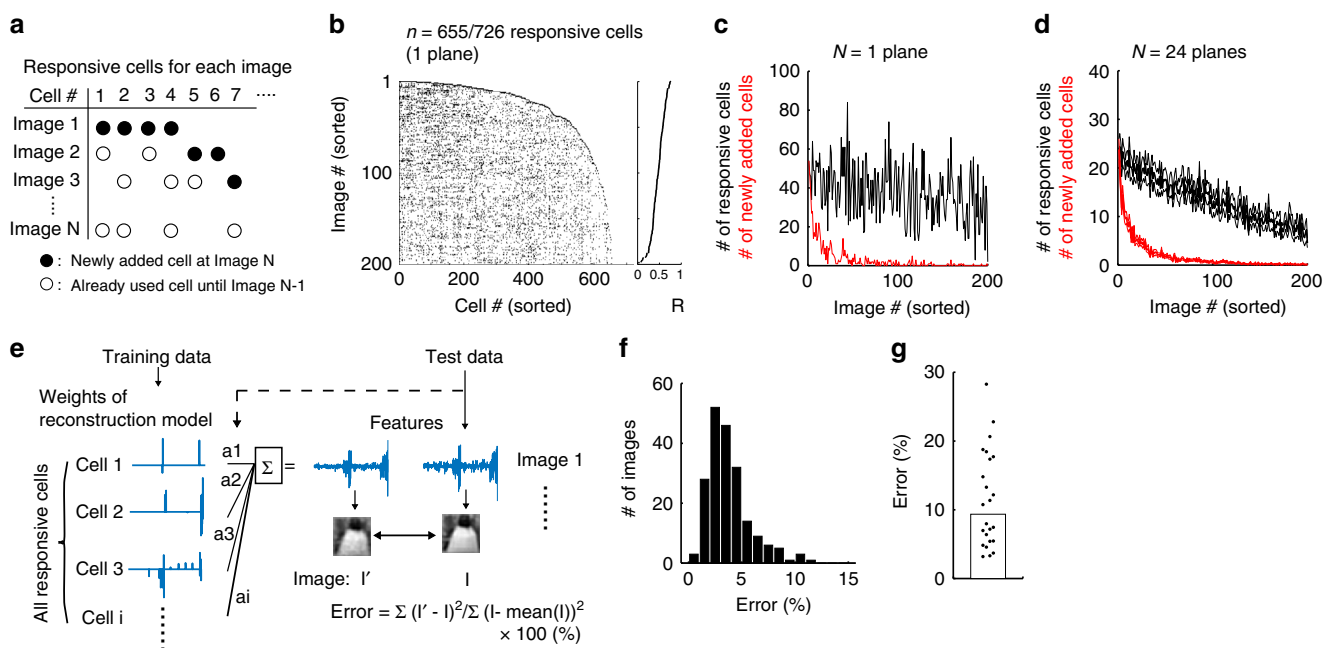 a
Responsive cells for each image
Cell # 1 2 3 4 5 6 7 ....
Image 1
Image 2
Image 3
Image N
: Newly added cell at Image N
: Already used cell until Image N-1
b
n = 655/726 responsive cells
(1 plane)
Image # (sorted)
1
100
200
0 200 400 600
Cell # (sorted)
0 0.5 1
R
c
N = 1 plane
# of responsive cells
# of newly added cells
100
80
60
40
20
0
0 100 200
Image # (sorted)
d
N = 24 planes
# of responsive cells
# of newly added cells
40
30
20
10
0
0 100 200
Image # (sorted)
e
Training data
Test data
Weights of
reconstruction model
Features
All responsive cells
Cell 1
Cell 2
Cell 3
Cell i
a1
a2
a3
ai
Σ =
Image 1
Image: I′ I
Error = Σ (I′ - I)²/Σ (I- mean(I))²
× 100 (%)
f
# of images
60
40
20
0
0 5 10 15
Error (%)
g
Error (%)
30
20
10
0